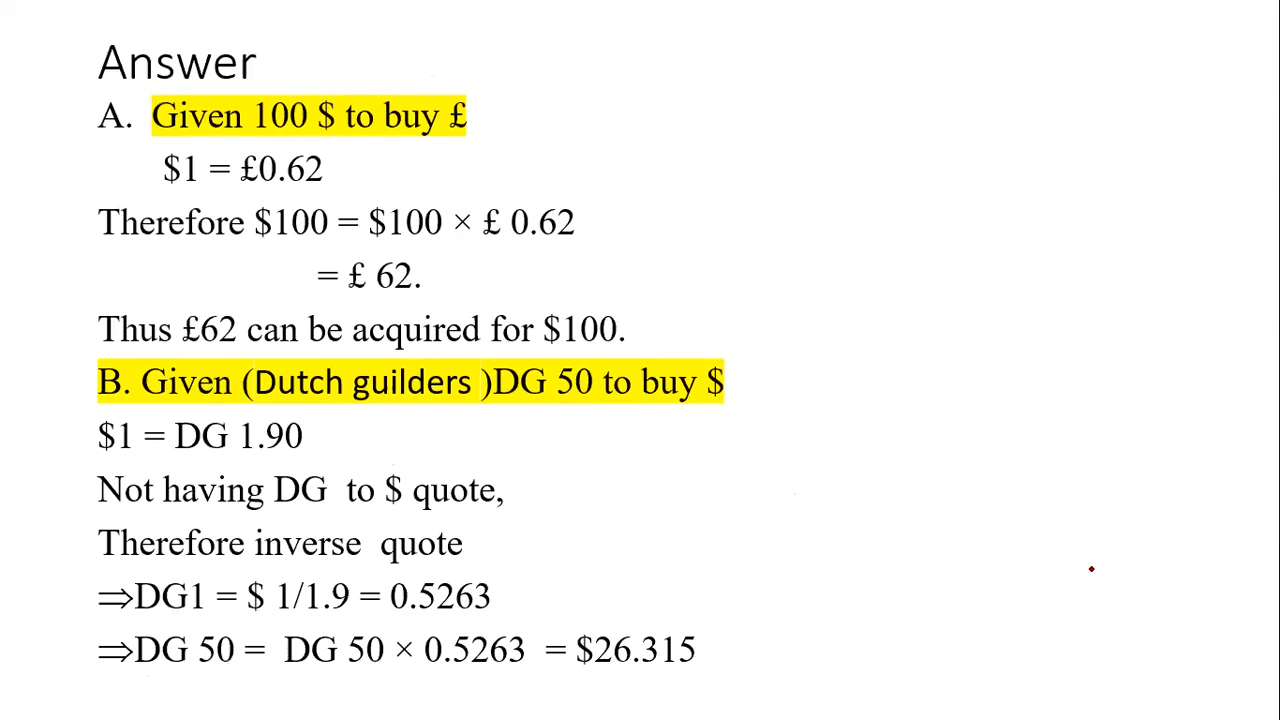 Answer
A. Given 100 $ to buy £
$1 = £0.62
Therefore $100 = $100 × £ 0.62
= £ 62.
Thus £62 can be acquired for $100.
B. Given (Dutch guilders )DG 50 to buy $
$1 = DG 1.90
Not having DG to $ quote,
Therefore inverse quote
⇒DG1 = $ 1/1.9 = 0.5263
⇒DG 50 = DG 50 × 0.5263 = $26.315